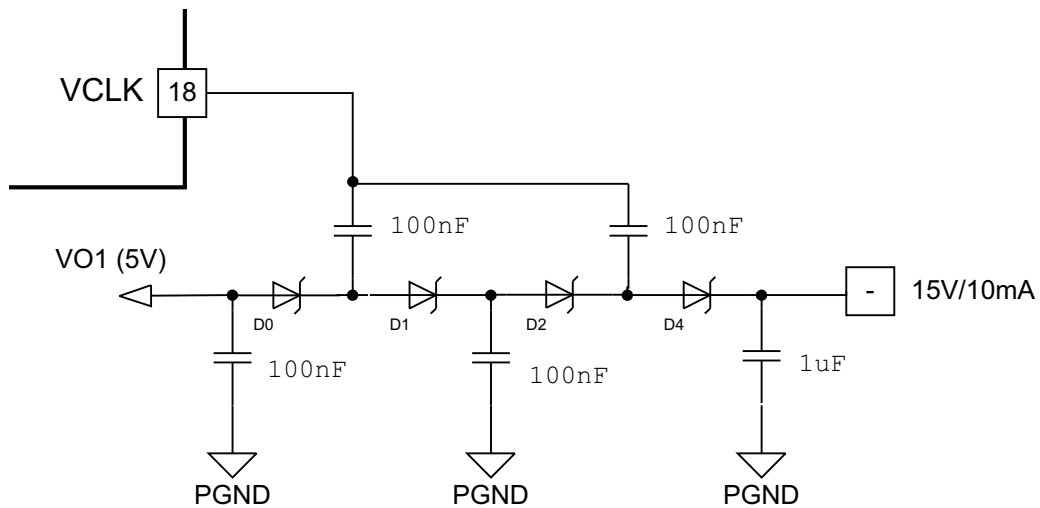 VCLK 18
100nF 100nF
VO1 (5V)
- 15V/10mA
D0 D1 D2 D4
100nF 100nF 1uF
PGND PGND PGND